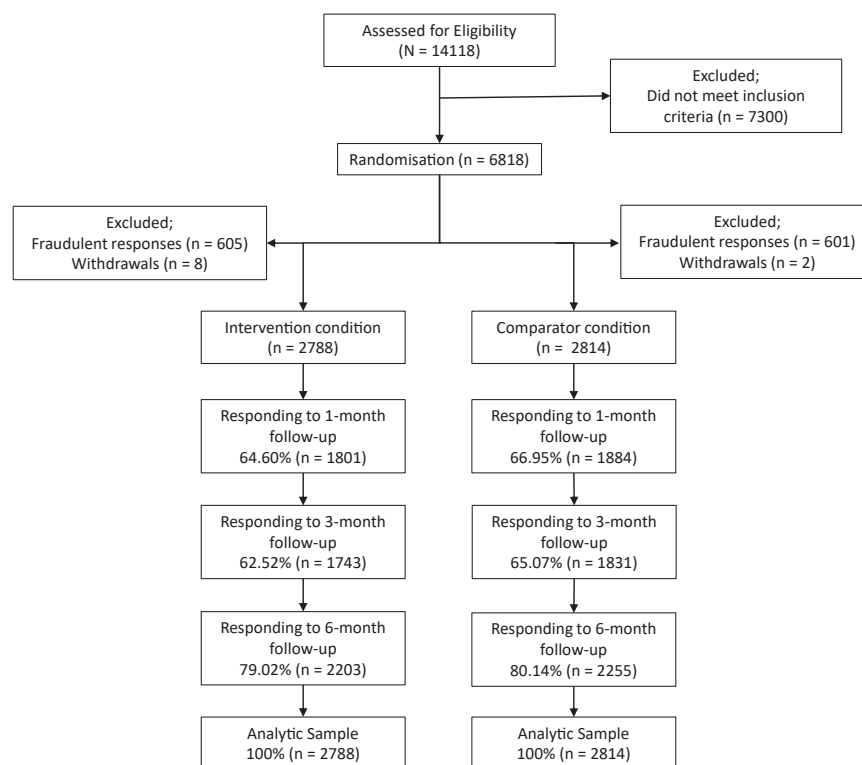 Assessed for Eligibility
(N = 14118)
Excluded;
Did not meet inclusion
criteria (n = 7300)
Randomisation (n = 6818)
Excluded;
Fraudulent responses (n = 605)
Withdrawals (n = 8)
Excluded;
Fraudulent responses (n = 601)
Withdrawals (n = 2)
Intervention condition
(n = 2788)
Comparator condition
(n = 2814)
Responding to 1-month
follow-up
64.60% (n = 1801)
Responding to 1-month
follow-up
66.95% (n = 1884)
Responding to 3-month
follow-up
62.52% (n = 1743)
Responding to 3-month
follow-up
65.07% (n = 1831)
Responding to 6-month
follow-up
79.02% (n = 2203)
Responding to 6-month
follow-up
80.14% (n = 2255)
Analytic Sample
100% (n = 2788)
Analytic Sample
100% (n = 2814)